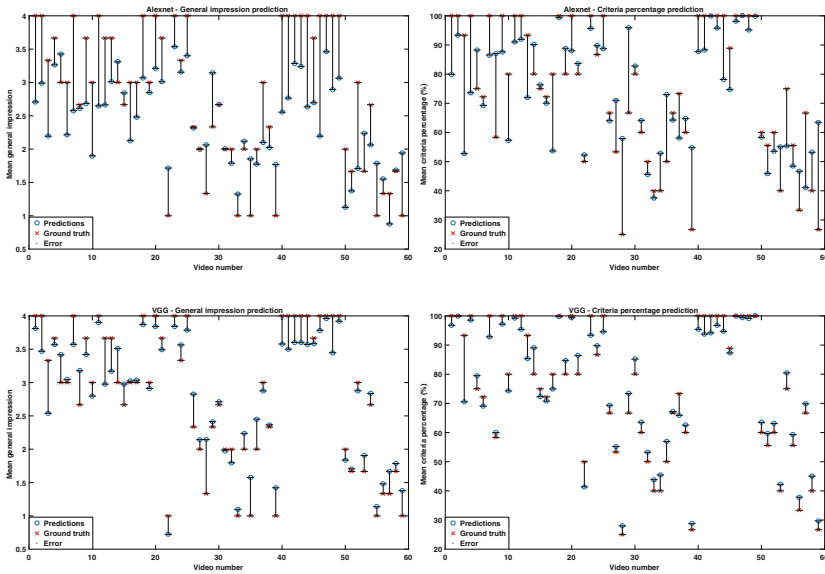 Alexnet - General impression prediction
4
3.5
3
2.5
2
1.5
1
0.5
Mean general impression
Predictions
Ground truth
Error
0 10 20 30 40 50 60
Video number
Alexnet - Criteria percentage prediction
100
90
80
70
60
50
40
30
20
Mean criteria percentage (%)
Predictions
Ground truth
Error
0 10 20 30 40 50 60
Video number
VGG - General impression prediction
4
3.5
3
2.5
2
1.5
1
0.5
Mean general impression
Predictions
Ground truth
Error
0 10 20 30 40 50 60
Video number
VGG - Criteria percentage prediction
100
90
80
70
60
50
40
30
20
Mean criteria percentage (%)
Predictions
Ground truth
Error
0 10 20 30 40 50 60
Video number